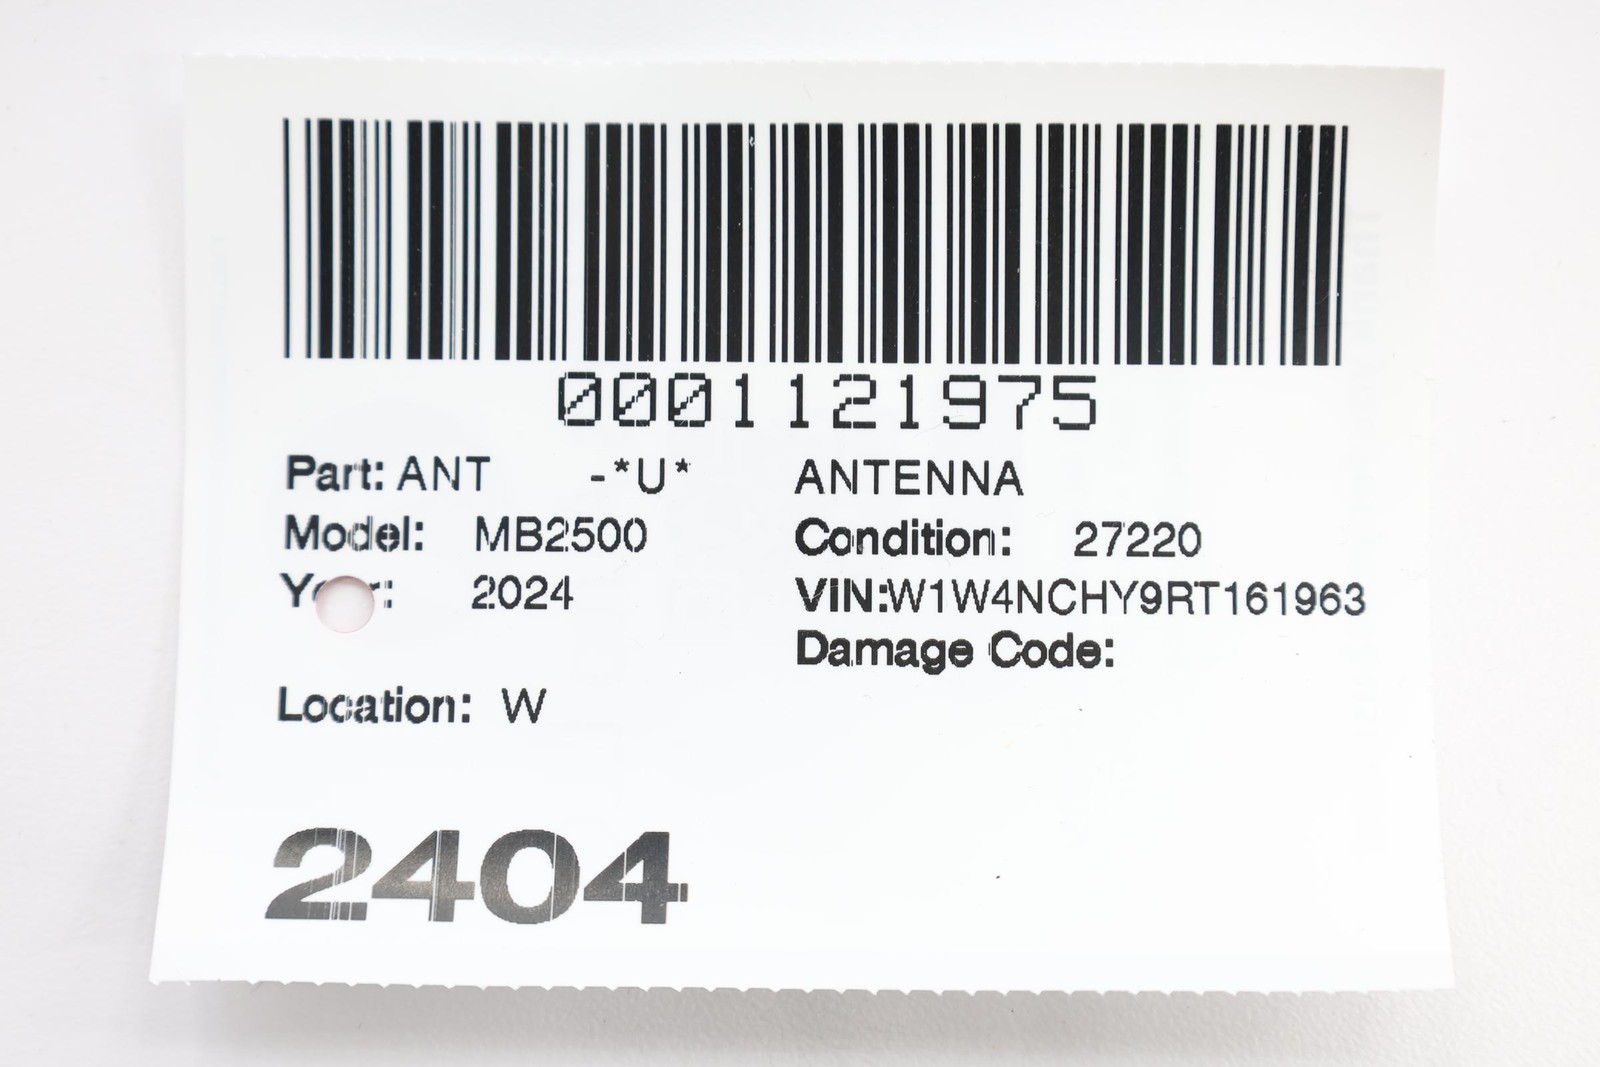 0001121975
Part: ANT -*U* ANTENNA
Model: MB2500 Condition: 27220
2024 VIN:W1W4NCHY9RT161963
Damage Code:
Location: W
2404